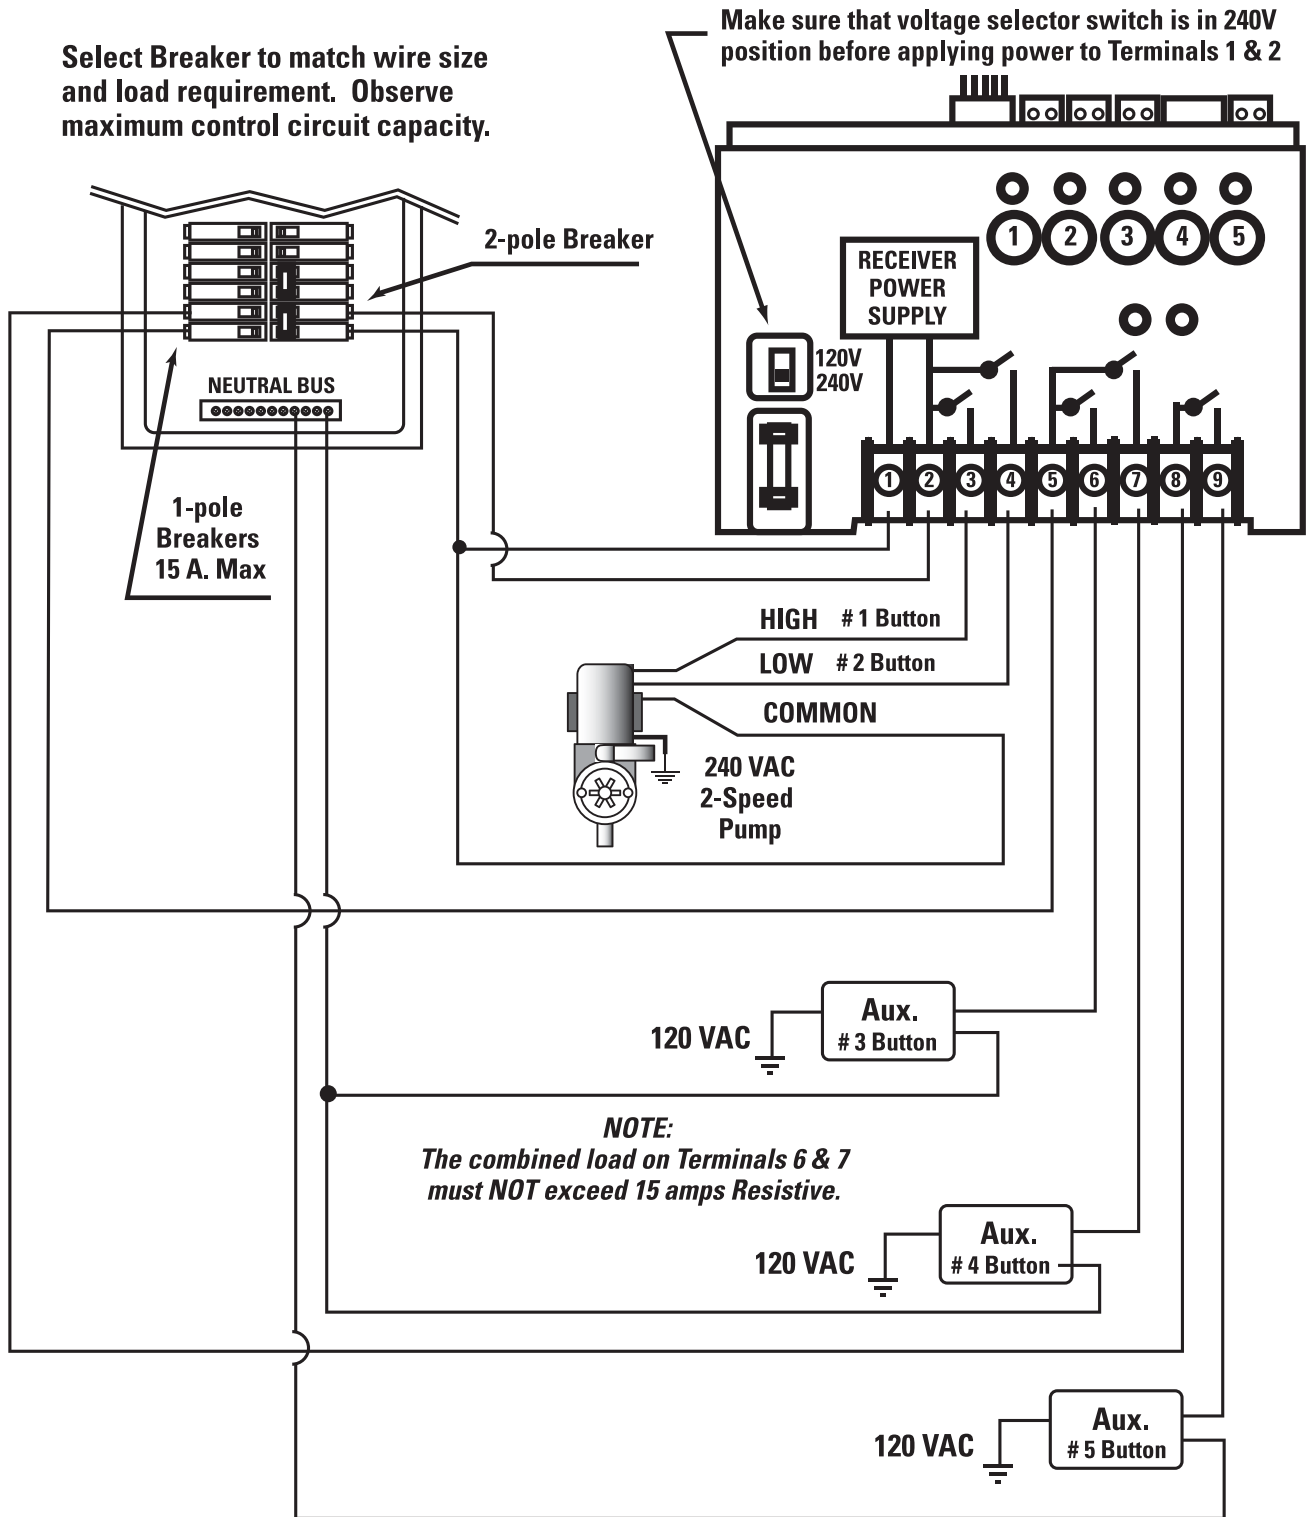 Make sure that voltage selector switch is in 240V
position before applying power to Terminals 1 & 2
Select Breaker to match wire size
and load requirement. Observe
maximum control circuit capacity.
2-pole Breaker
1 2 3 4 5
RECEIVER
POWER
SUPPLY
120V
240V
NEUTRAL BUS
1 2 3 4 5 6 7 8 9
1-pole
Breakers
15 A. Max
HIGH # 1 Button
LOW # 2 Button
COMMON
240 VAC
2-Speed
Pump
Aux.
# 3 Button
120 VAC
NOTE:
The combined load on Terminals 6 & 7
must NOT exceed 15 amps Resistive.
Aux.
# 4 Button
120 VAC
Aux.
# 5 Button
120 VAC